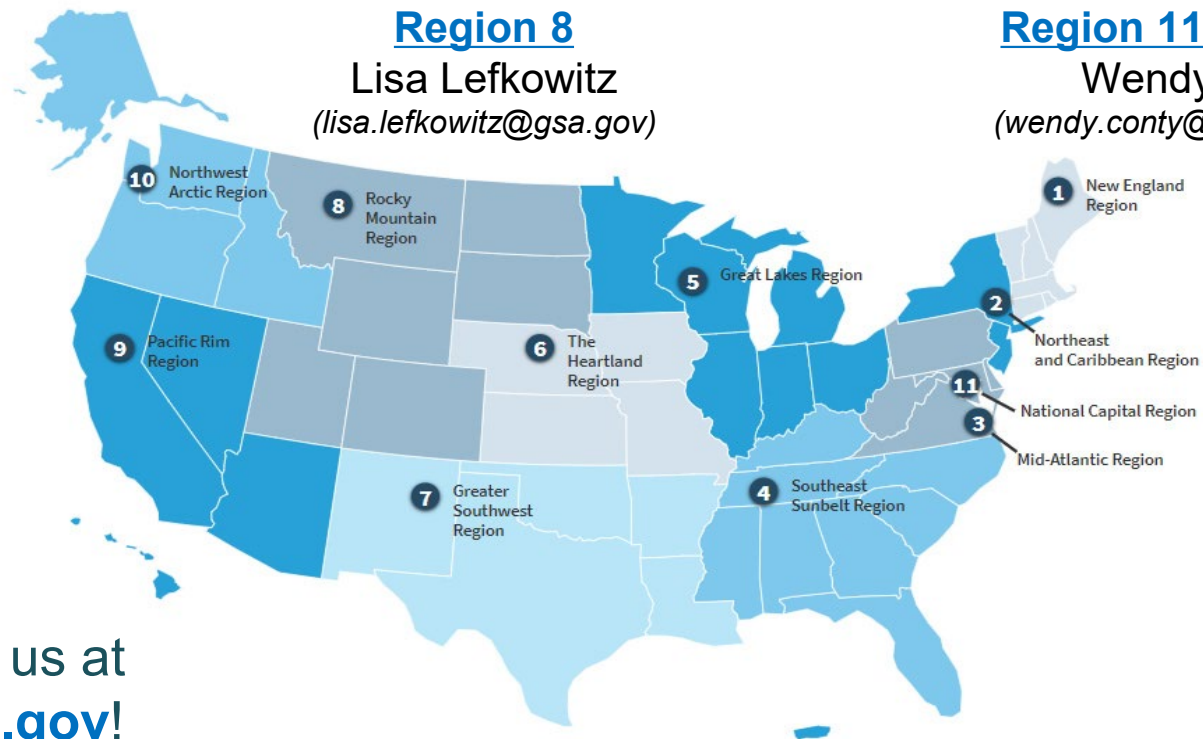 Region 8
Lisa Lefkowitz
(lisa.lefkowitz@gsa.gov)
Region 11
Wendy
(wendy.conty@
10
Northwest
Arctic Region
8
Rocky
Mountain
Region
1
New England
Region
5
Great Lakes Region
2
Northeast
and Caribbean Region
9
Pacific Rim
Region
6
The
Heartland
Region
11
National Capital Region
3
Mid-Atlantic Region
7
Greater
Southwest
Region
4
Southeast
Sunbelt Region
us at
.gov!